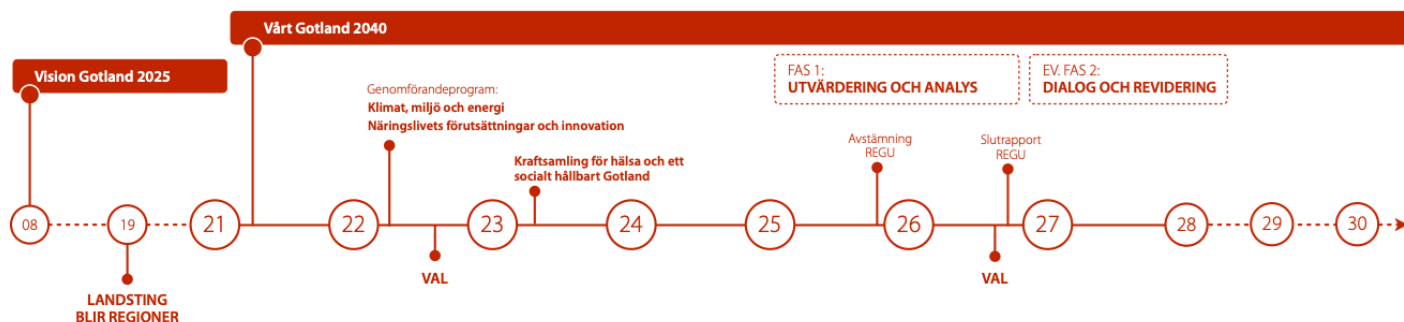 Vårt Gotland 2040
Vision Gotland 2025
FAS 1:
UTVÄRDERING OCH ANALYS
EV. FAS 2:
DIALOG OCH REVIDERING
Genomförandeprogram:
Klimat, miljö och energi
Näringslivets förutsättningar och innovation
Kraftsamling för hälsa och ett
socialt hållbart Gotland
Avstämning
REGU
Slutrapport
REGU
08
19
21
22
23
24
25
26
27
28
29
30
LANDSTING
BLIR REGIONER
VAL
VAL